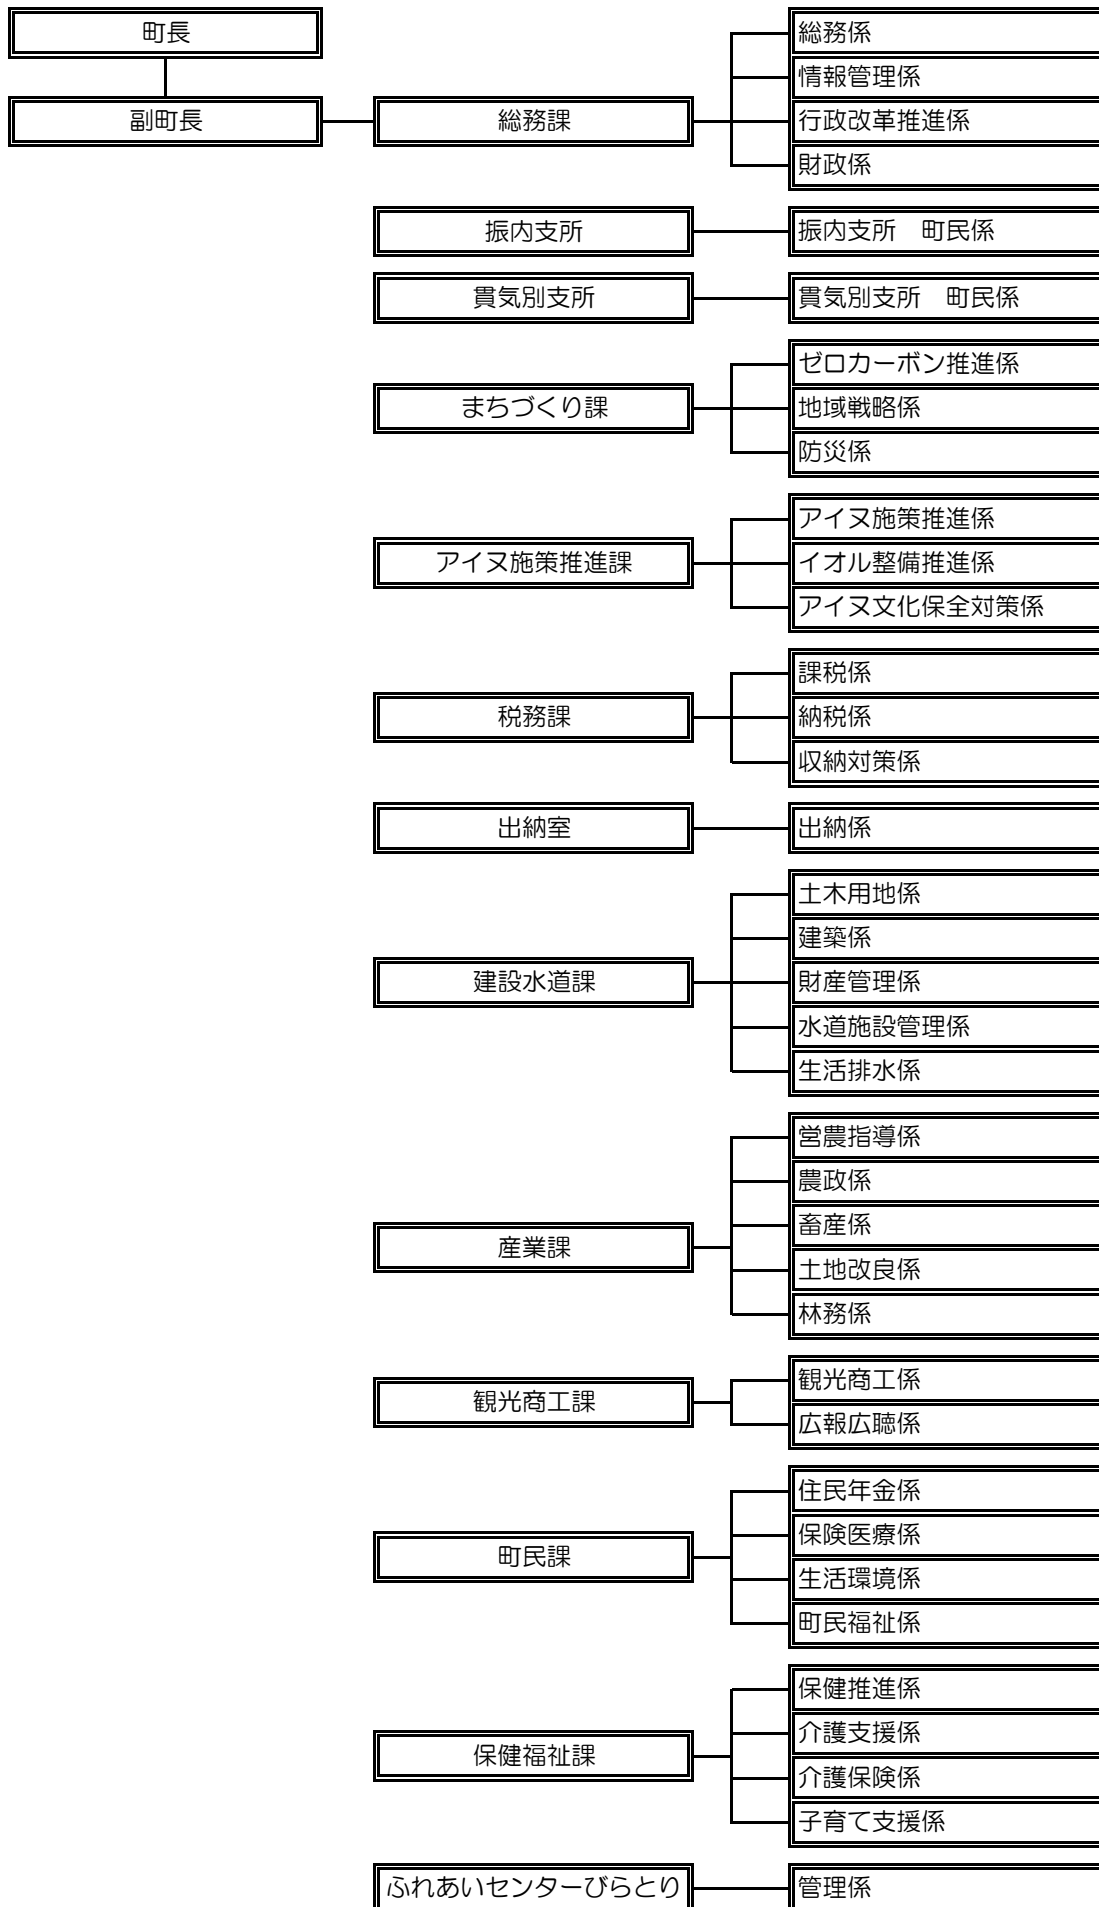 町長
副町長
総務課
総務係
情報管理係
行政改革推進係
財政係
振内支所
振内支所　町民係
貫気別支所
貫気別支所　町民係
まちづくり課
ゼロカーボン推進係
地域戦略係
防災係
アイヌ施策推進課
アイヌ施策推進係
イオル整備推進係
アイヌ文化保全対策係
税務課
課税係
納税係
収納対策係
出納室
出納係
建設水道課
土木用地係
建築係
財産管理係
水道施設管理係
生活排水係
産業課
営農指導係
農政係
畜産係
土地改良係
林務係
観光商工課
観光商工係
広報広聴係
町民課
住民年金係
保険医療係
生活環境係
町民福祉係
保健福祉課
保健推進係
介護支援係
介護保険係
子育て支援係
ふれあいセンターびらとり
管理係